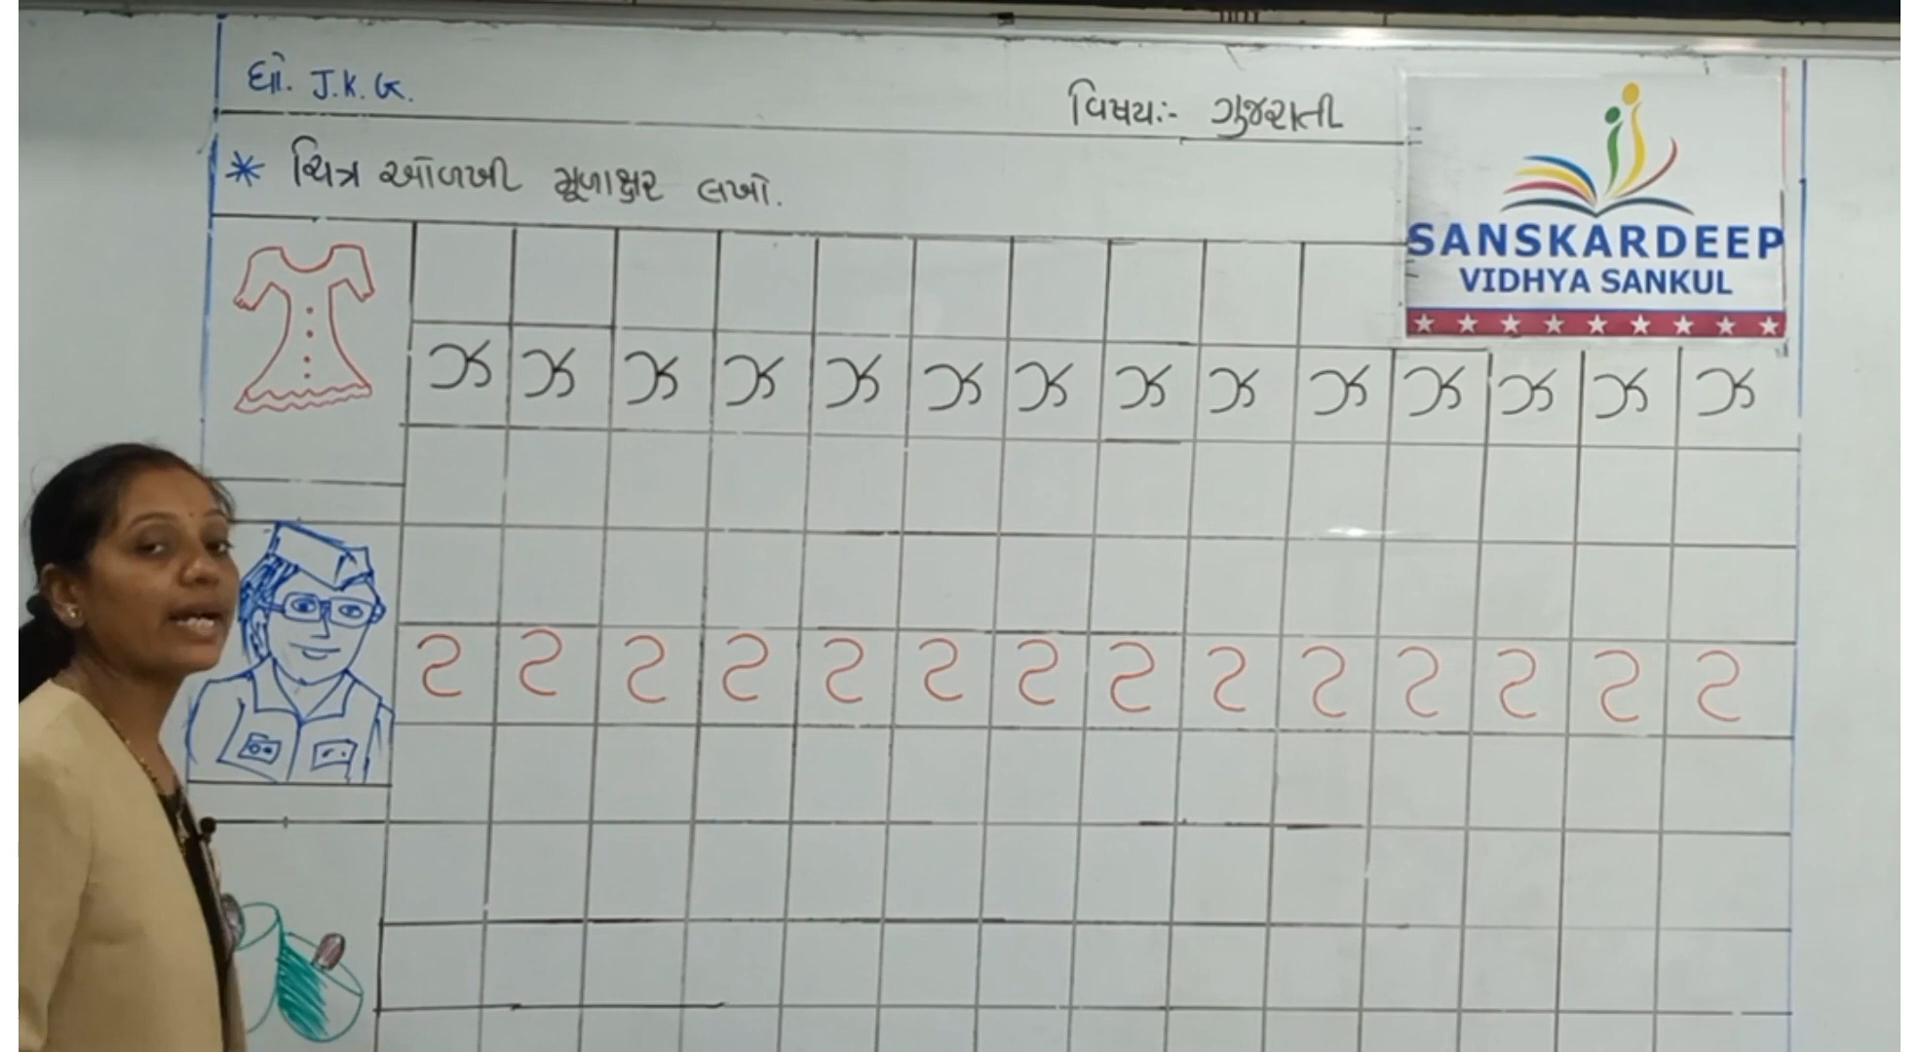 ધો. J.K.G.
વિષય:- ગુજરાતી
* ચિત્ર ઓળખી મૂળાક્ષર લખો.
SANSKARDEEP
VIDHYA SANKUL
ઝ ઝ ઝ ઝ ઝ ઝ ઝ ઝ ઝ ઝ ઝ ઝ ઝ ઝ
ટ ટ ટ ટ ટ ટ ટ ટ ટ ટ ટ ટ ટ ટ